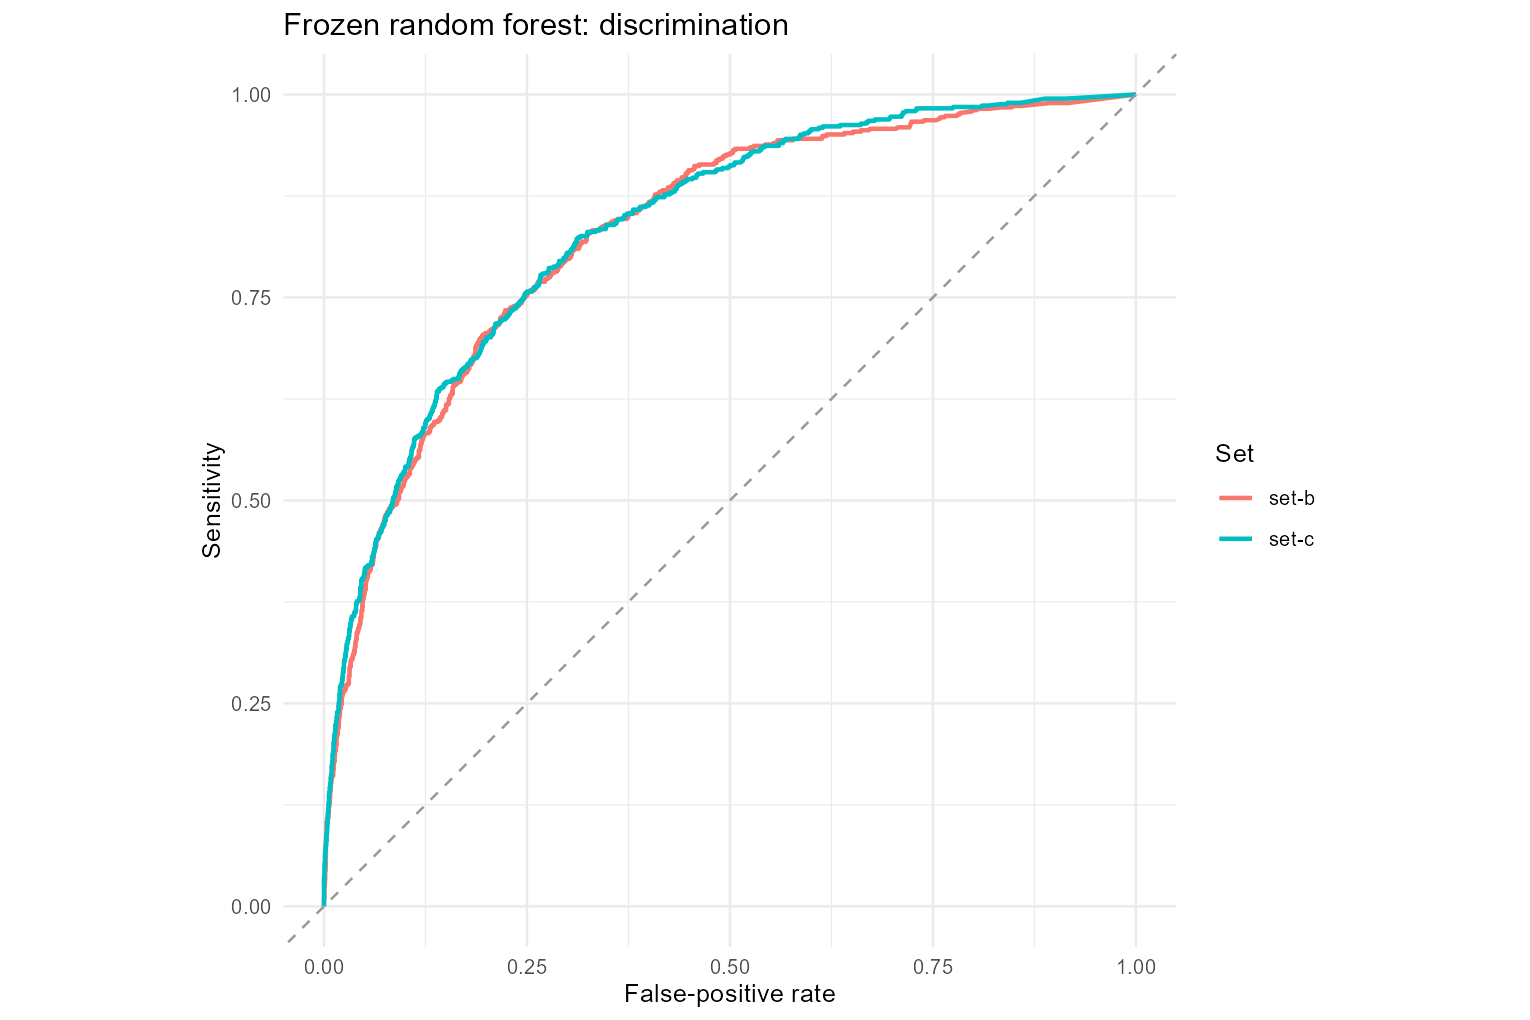 Frozen random forest: discrimination
1.00
0.75
0.50
0.25
0.00
Sensitivity
0.00
0.25
0.50
0.75
1.00
False-positive rate
Set
set-b
set-c